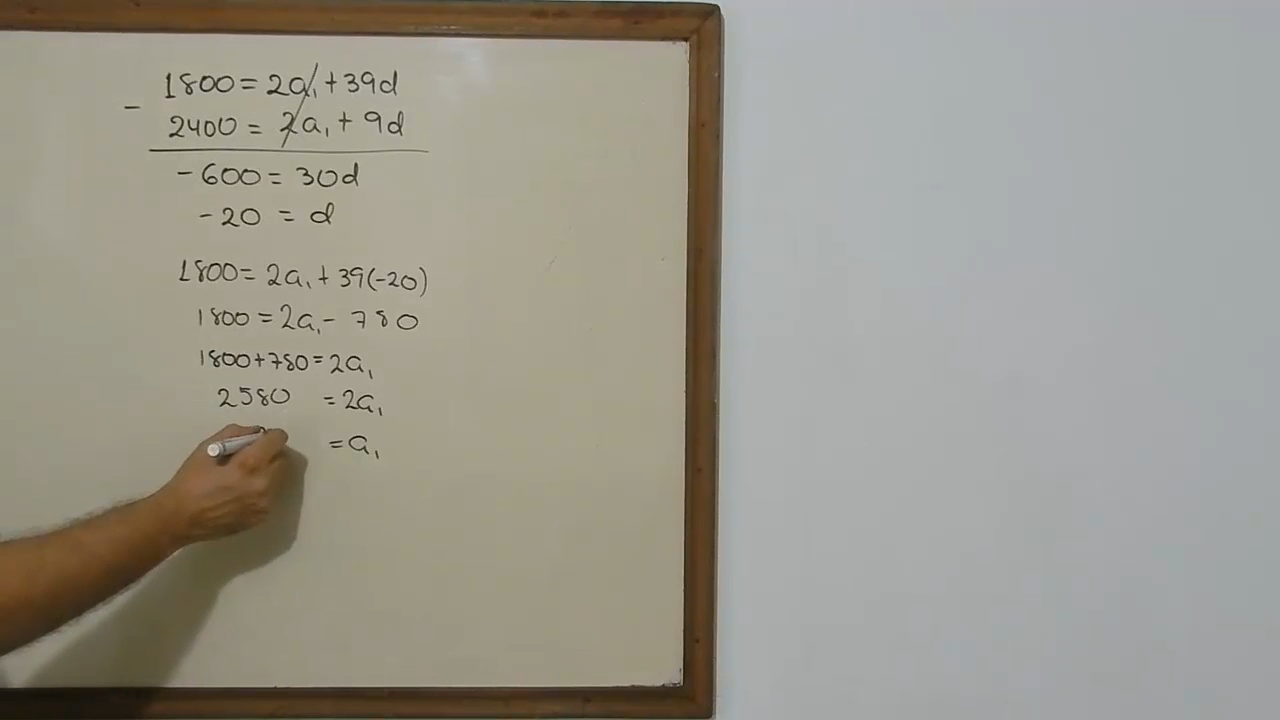 1800 = 2a₁ + 39d
-
2400 = 2a₁ + 9d
-600 = 30d
-20 = d
1800 = 2a₁ + 39(-20)
1800 = 2a₁ - 780
1800 + 780 = 2a₁
2580 = 2a₁
= a₁